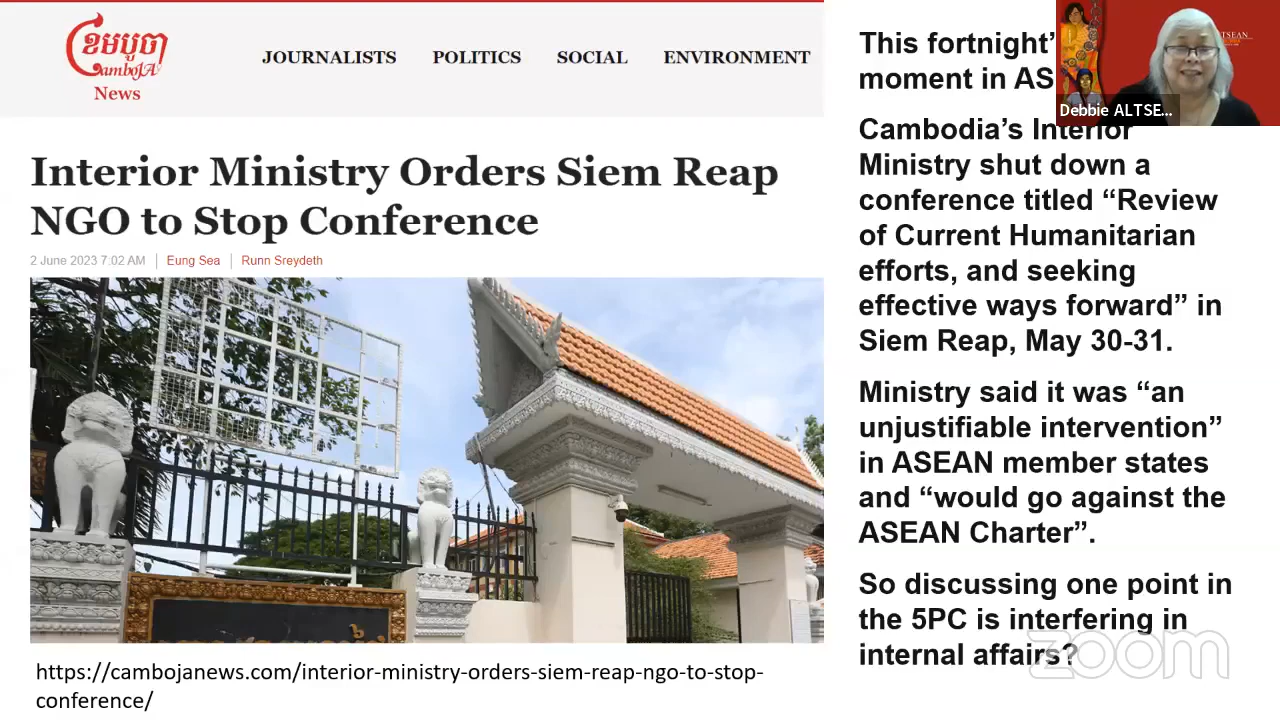 ខេមបូចា
CamboJA
News
JOURNALISTS POLITICS SOCIAL ENVIRONMENT
Interior Ministry Orders Siem Reap
NGO to Stop Conference
2 June 2023 7:02 AM | Eung Sea | Runn Sreydeth
https://cambojanews.com/interior-ministry-orders-siem-reap-ngo-to-stop-
conference/
This fortnight’
moment in AS
Cambodia’s Interior
Ministry shut down a
conference titled “Review
of Current Humanitarian
efforts, and seeking
effective ways forward” in
Siem Reap, May 30-31.
Ministry said it was “an
unjustifiable intervention”
in ASEAN member states
and “would go against the
ASEAN Charter”.
So discussing one point in
the 5PC is interfering in
internal affairs?
TSEAN
Debbie ALTSE...
zoom